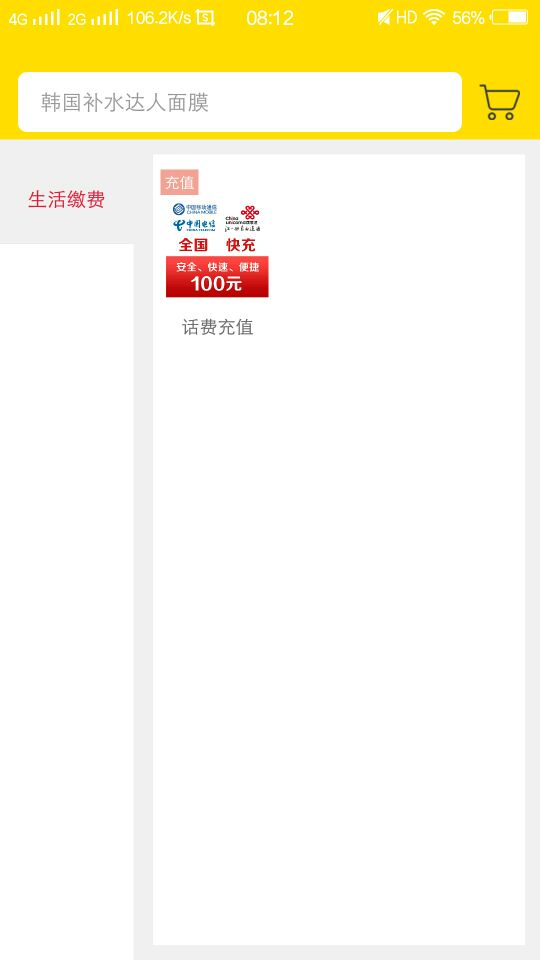 4G 2G 106.2K/s 08:12 HD 56%
韩国补水达人面膜
生活缴费
充值
中国移动通信
CHINA MOBILE
China unicom中国联通
中国电信
CHINA TELECOM
全国 快充
安全、快速、便捷
100元
话费充值